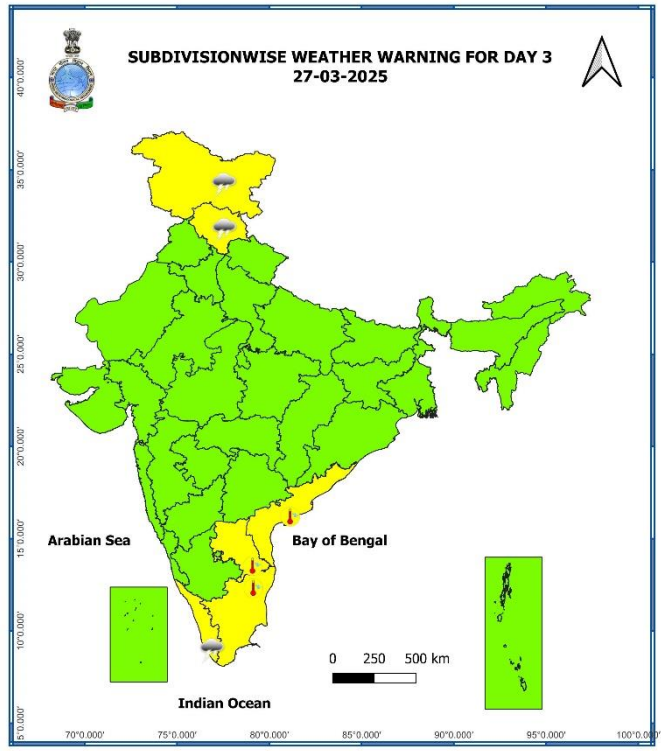 SUBDIVISIONWISE WEATHER WARNING FOR DAY 3
27-03-2025
40°0.000'
35°0.000'
30°0.000'
25°0.000'
20°0.000'
15°0.000'
10°0.000'
5°0.000'
Arabian Sea
Bay of Bengal
0 250 500 km
Indian Ocean
70°0.000' 75°0.000' 80°0.000' 85°0.000' 90°0.000' 95°0.000' 100°0.000'